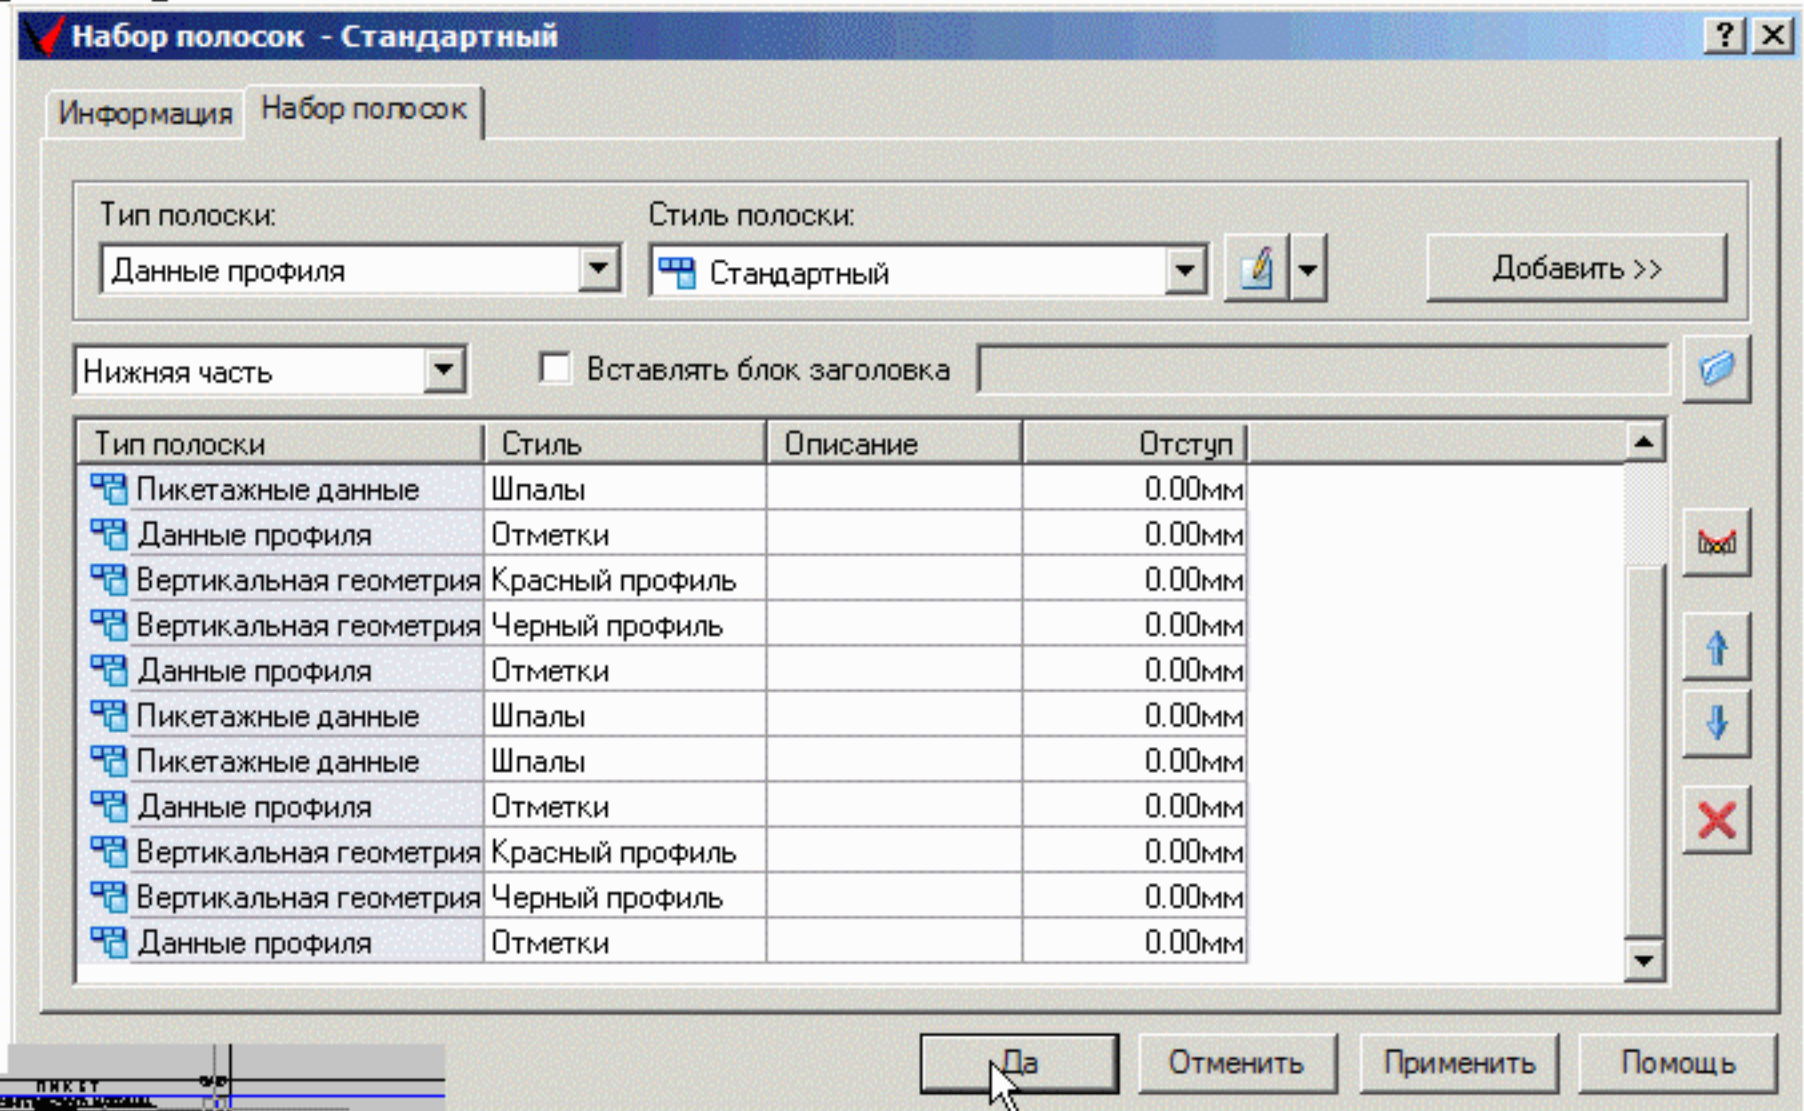 Набор полосок - Стандартный
Информация Набор полосок
Тип полоски: Стиль полоски:
Данные профиля Стандартный Добавить >>
Нижняя часть Вставлять блок заголовка
Тип полоски Стиль Описание Отступ
Пикетажные данные Шпалы 0.00мм
Данные профиля Отметки 0.00мм
Вертикальная геометрия Красный профиль 0.00мм
Вертикальная геометрия Черный профиль 0.00мм
Данные профиля Отметки 0.00мм
Пикетажные данные Шпалы 0.00мм
Пикетажные данные Шпалы 0.00мм
Данные профиля Отметки 0.00мм
Вертикальная геометрия Красный профиль 0.00мм
Вертикальная геометрия Черный профиль 0.00мм
Данные профиля Отметки 0.00мм
Да Отменить Применить Помощь
ПИКЕТ